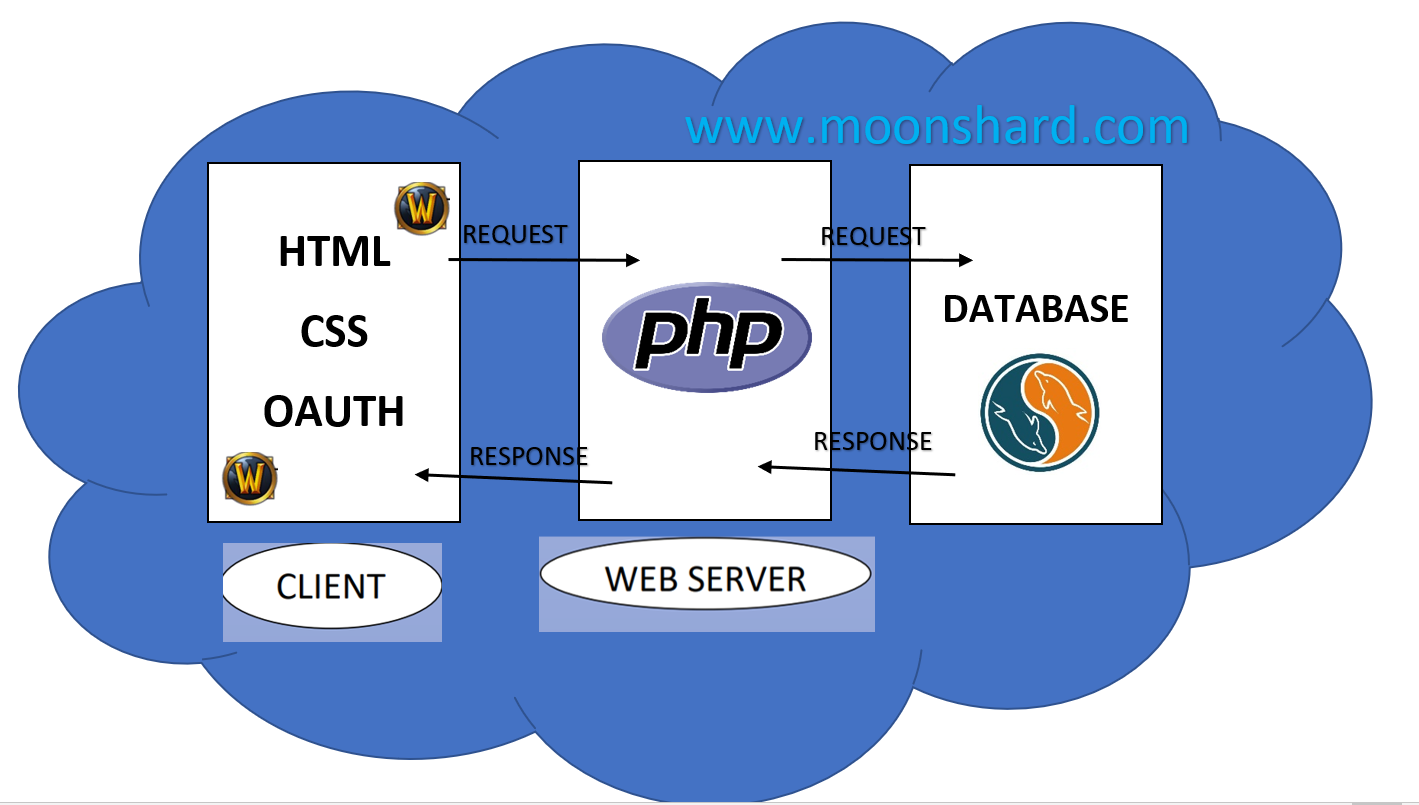 www.moonshard.com
W
HTML
CSS
OAUTH
W
REQUEST
RESPONSE
php
REQUEST
RESPONSE
DATABASE
CLIENT
WEB SERVER